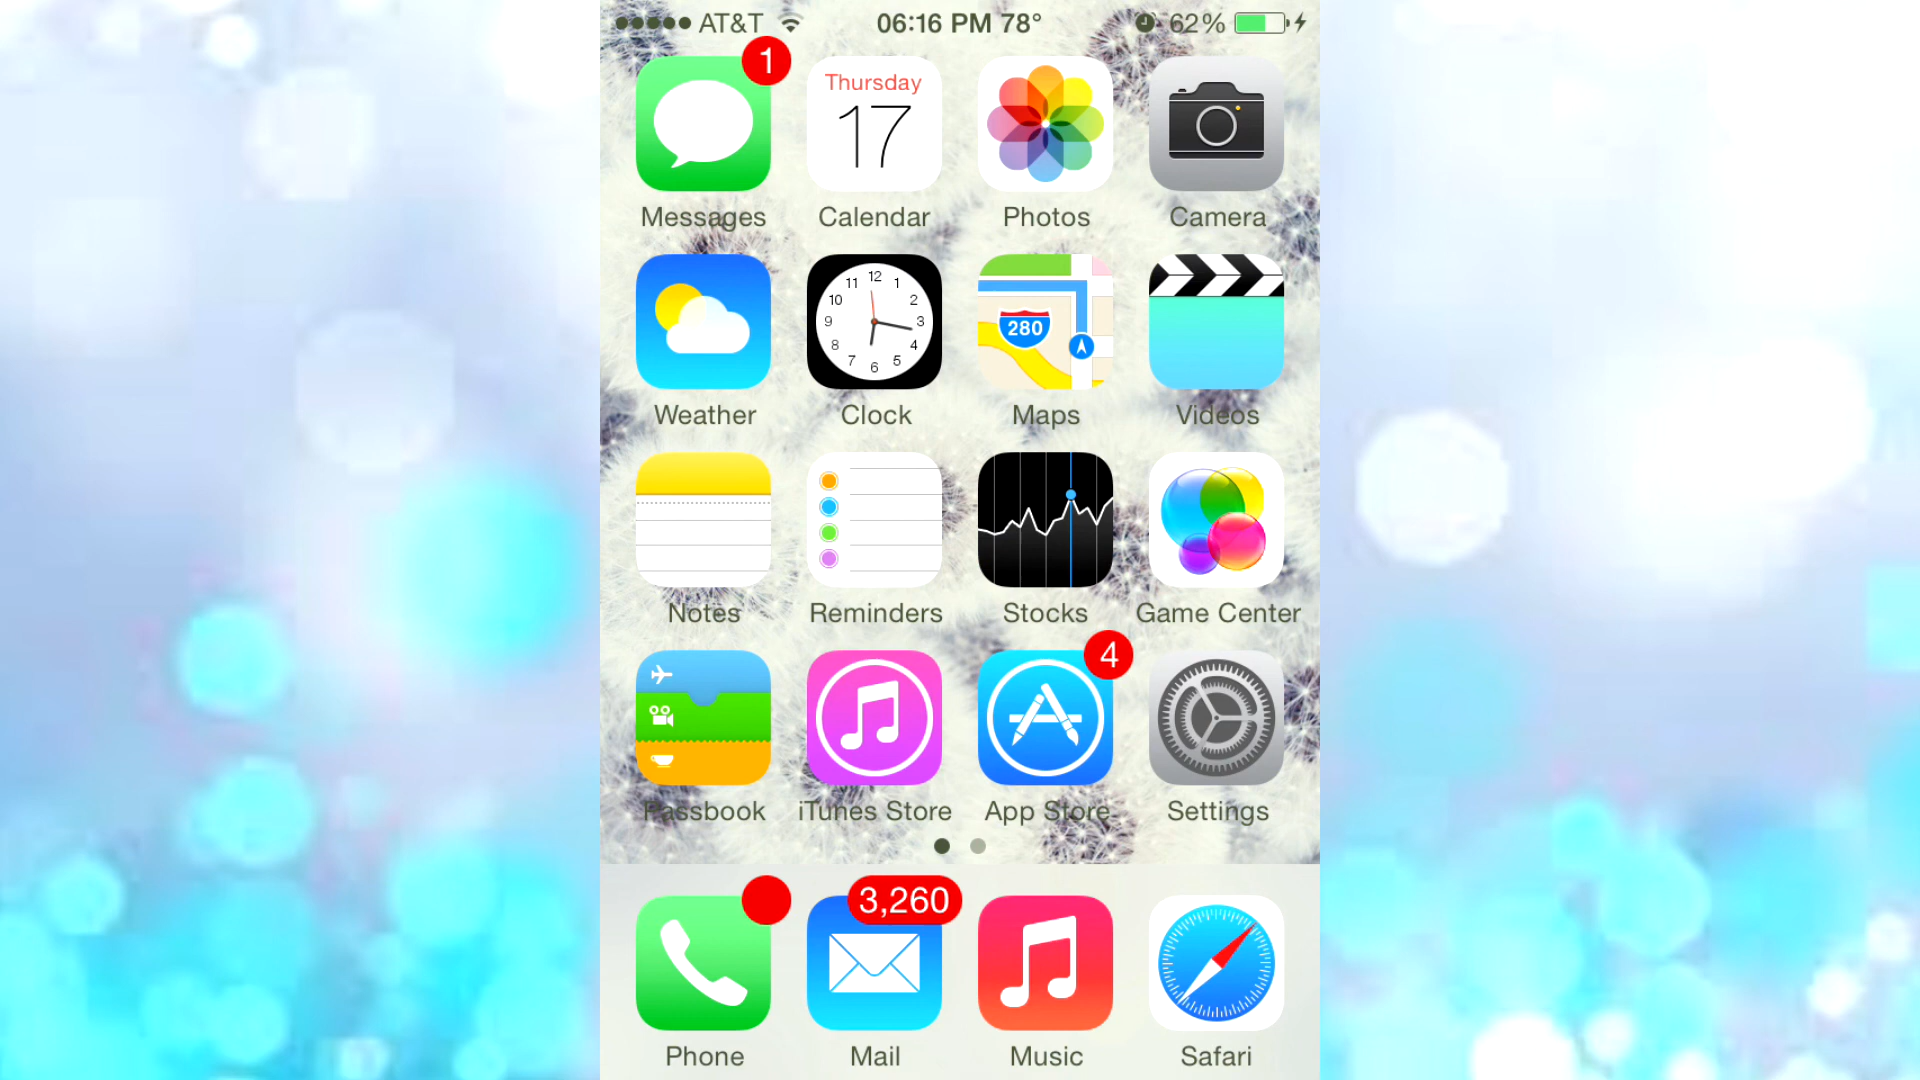 AT&T 06:16 PM 78° 62%
1
Thursday
17
Messages Calendar Photos Camera
12
11 1
10 2
9 3
8 4
7 5
6
280
Weather Clock Maps Videos
Notes Reminders Stocks Game Center
4
Passbook iTunes Store App Store Settings
3,260
Phone Mail Music Safari